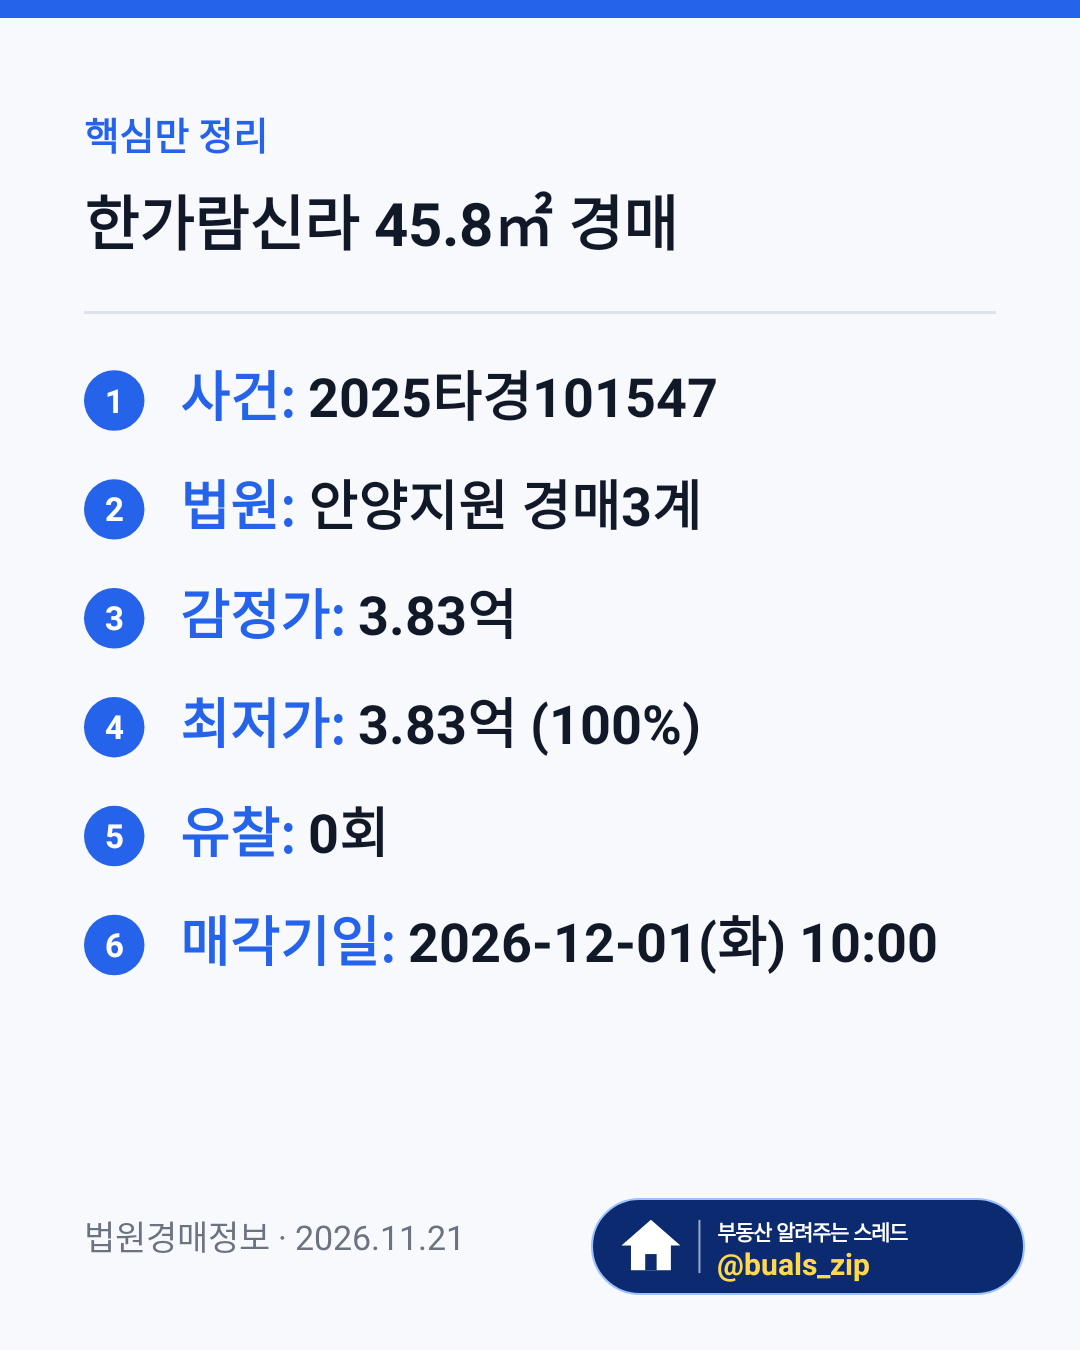 핵심만 정리
한가람신라 45.8㎡ 경매
1 사건: 2025타경101547
2 법원: 안양지원 경매3계
3 감정가: 3.83억
4 최저가: 3.83억 (100%)
5 유찰: 0회
6 매각기일: 2026-12-01(화) 10:00
법원경매정보 · 2026.11.21
부동산 알려주는 스레드
@buals_zip